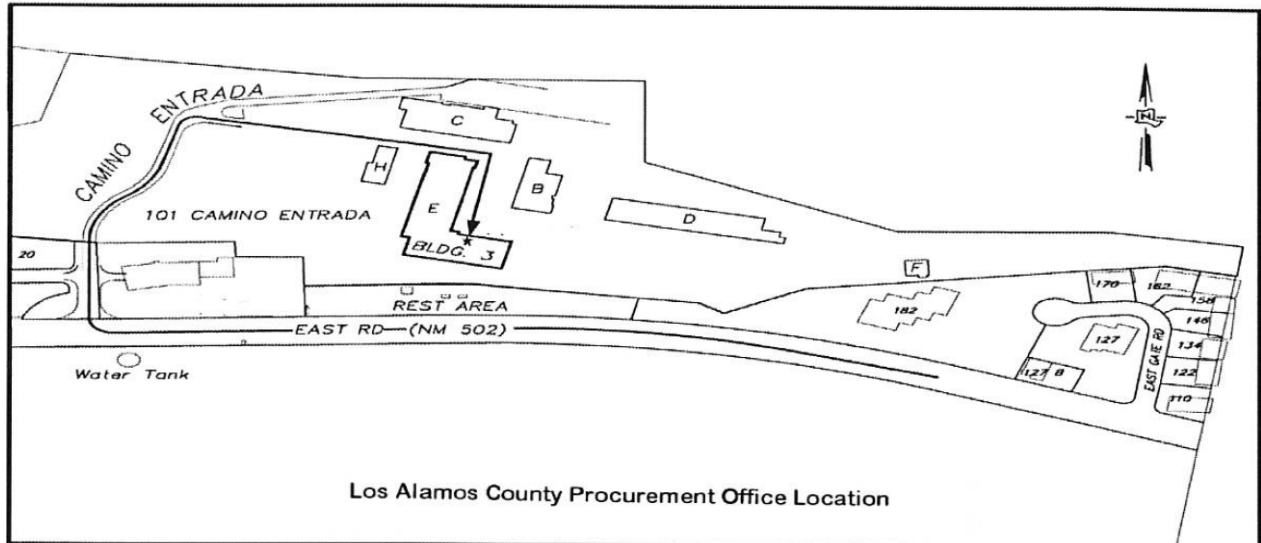 CAMINO ENTRADA
C
H
B
E
D
101 CAMINO ENTRADA
BLDG. 3
20
F
REST AREA
170
162
158
182
146
EAST RD (NM 502)
127
134
EAST GATE RD
Water Tank
127 B
122
110
N
Los Alamos County Procurement Office Location